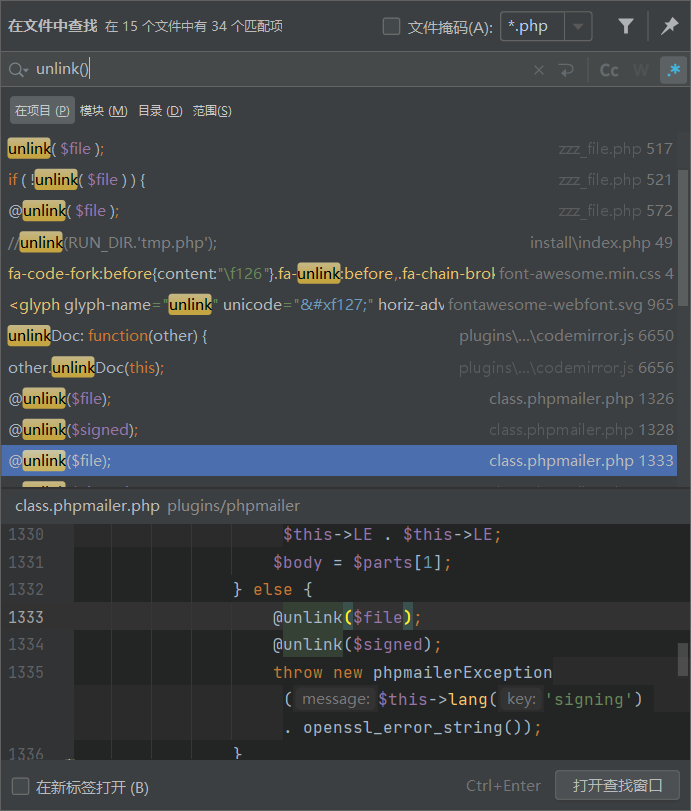 在文件中查找 在 15 个文件中有 34 个匹配项 文件掩码(A): *.php
unlink() Cc W .*
在项目 (P) 模块 (M) 目录 (D) 范围(S)
unlink( $file ); zzz_file.php 517
if ( !unlink( $file ) ) { zzz_file.php 521
@unlink( $file ); zzz_file.php 572
//unlink(RUN_DIR.'tmp.php'); install\index.php 49
fa-code-fork:before{content:"\f126"}.fa-unlink:before,.fa-chain-brok font-awesome.min.css 4
<glyph glyph-name="unlink" unicode="&#xf127;" horiz-adv fontawesome-webfont.svg 965
unlinkDoc: function(other) { plugins\...\codemirror.js 6650
other.unlinkDoc(this); plugins\...\codemirror.js 6656
@unlink($file); class.phpmailer.php 1326
@unlink($signed); class.phpmailer.php 1328
@unlink($file); class.phpmailer.php 1333
class.phpmailer.php plugins/phpmailer
1330 $this->LE . $this->LE;
1331 $body = $parts[1];
1332 } else {
1333 @unlink($file);
1334 @unlink($signed);
1335 throw new phpmailerException
( message: $this->lang( key: 'signing')
. openssl_error_string());
1336 }
在新标签打开 (B) Ctrl+Enter 打开查找窗口